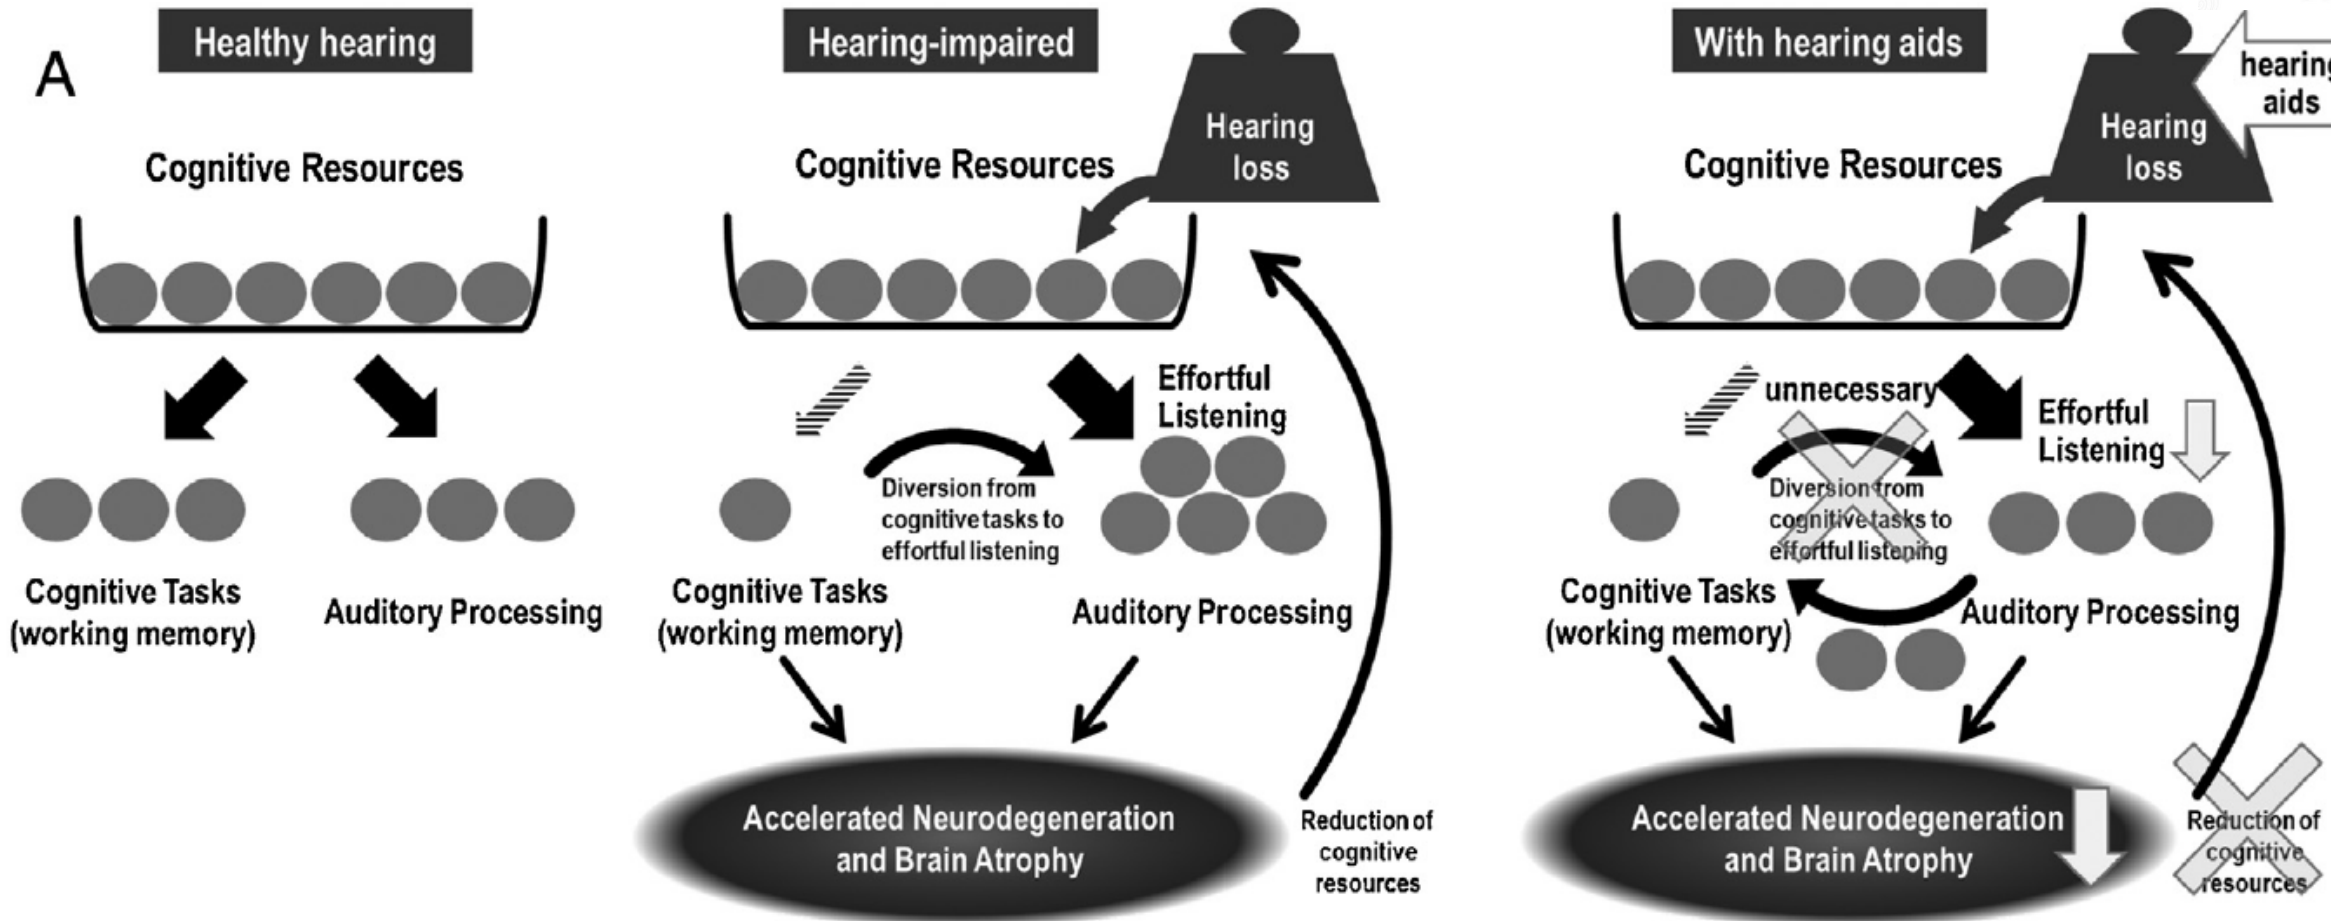 A
Healthy hearing
Cognitive Resources
Cognitive Tasks
(working memory)
Auditory Processing
Hearing-impaired
Hearing
loss
Cognitive Resources
Effortful
Listening
Diversion from
cognitive tasks to
effortful listening
Cognitive Tasks
(working memory)
Auditory Processing
Accelerated Neurodegeneration
and Brain Atrophy
Reduction of
cognitive
resources
With hearing aids
hearing
aids
Hearing
loss
Cognitive Resources
unnecessary
Effortful
Listening
Diversion from
cognitive tasks to
effortful listening
Cognitive Tasks
(working memory)
Auditory Processing
Accelerated Neurodegeneration
and Brain Atrophy
Reduction of
cognitive
resources